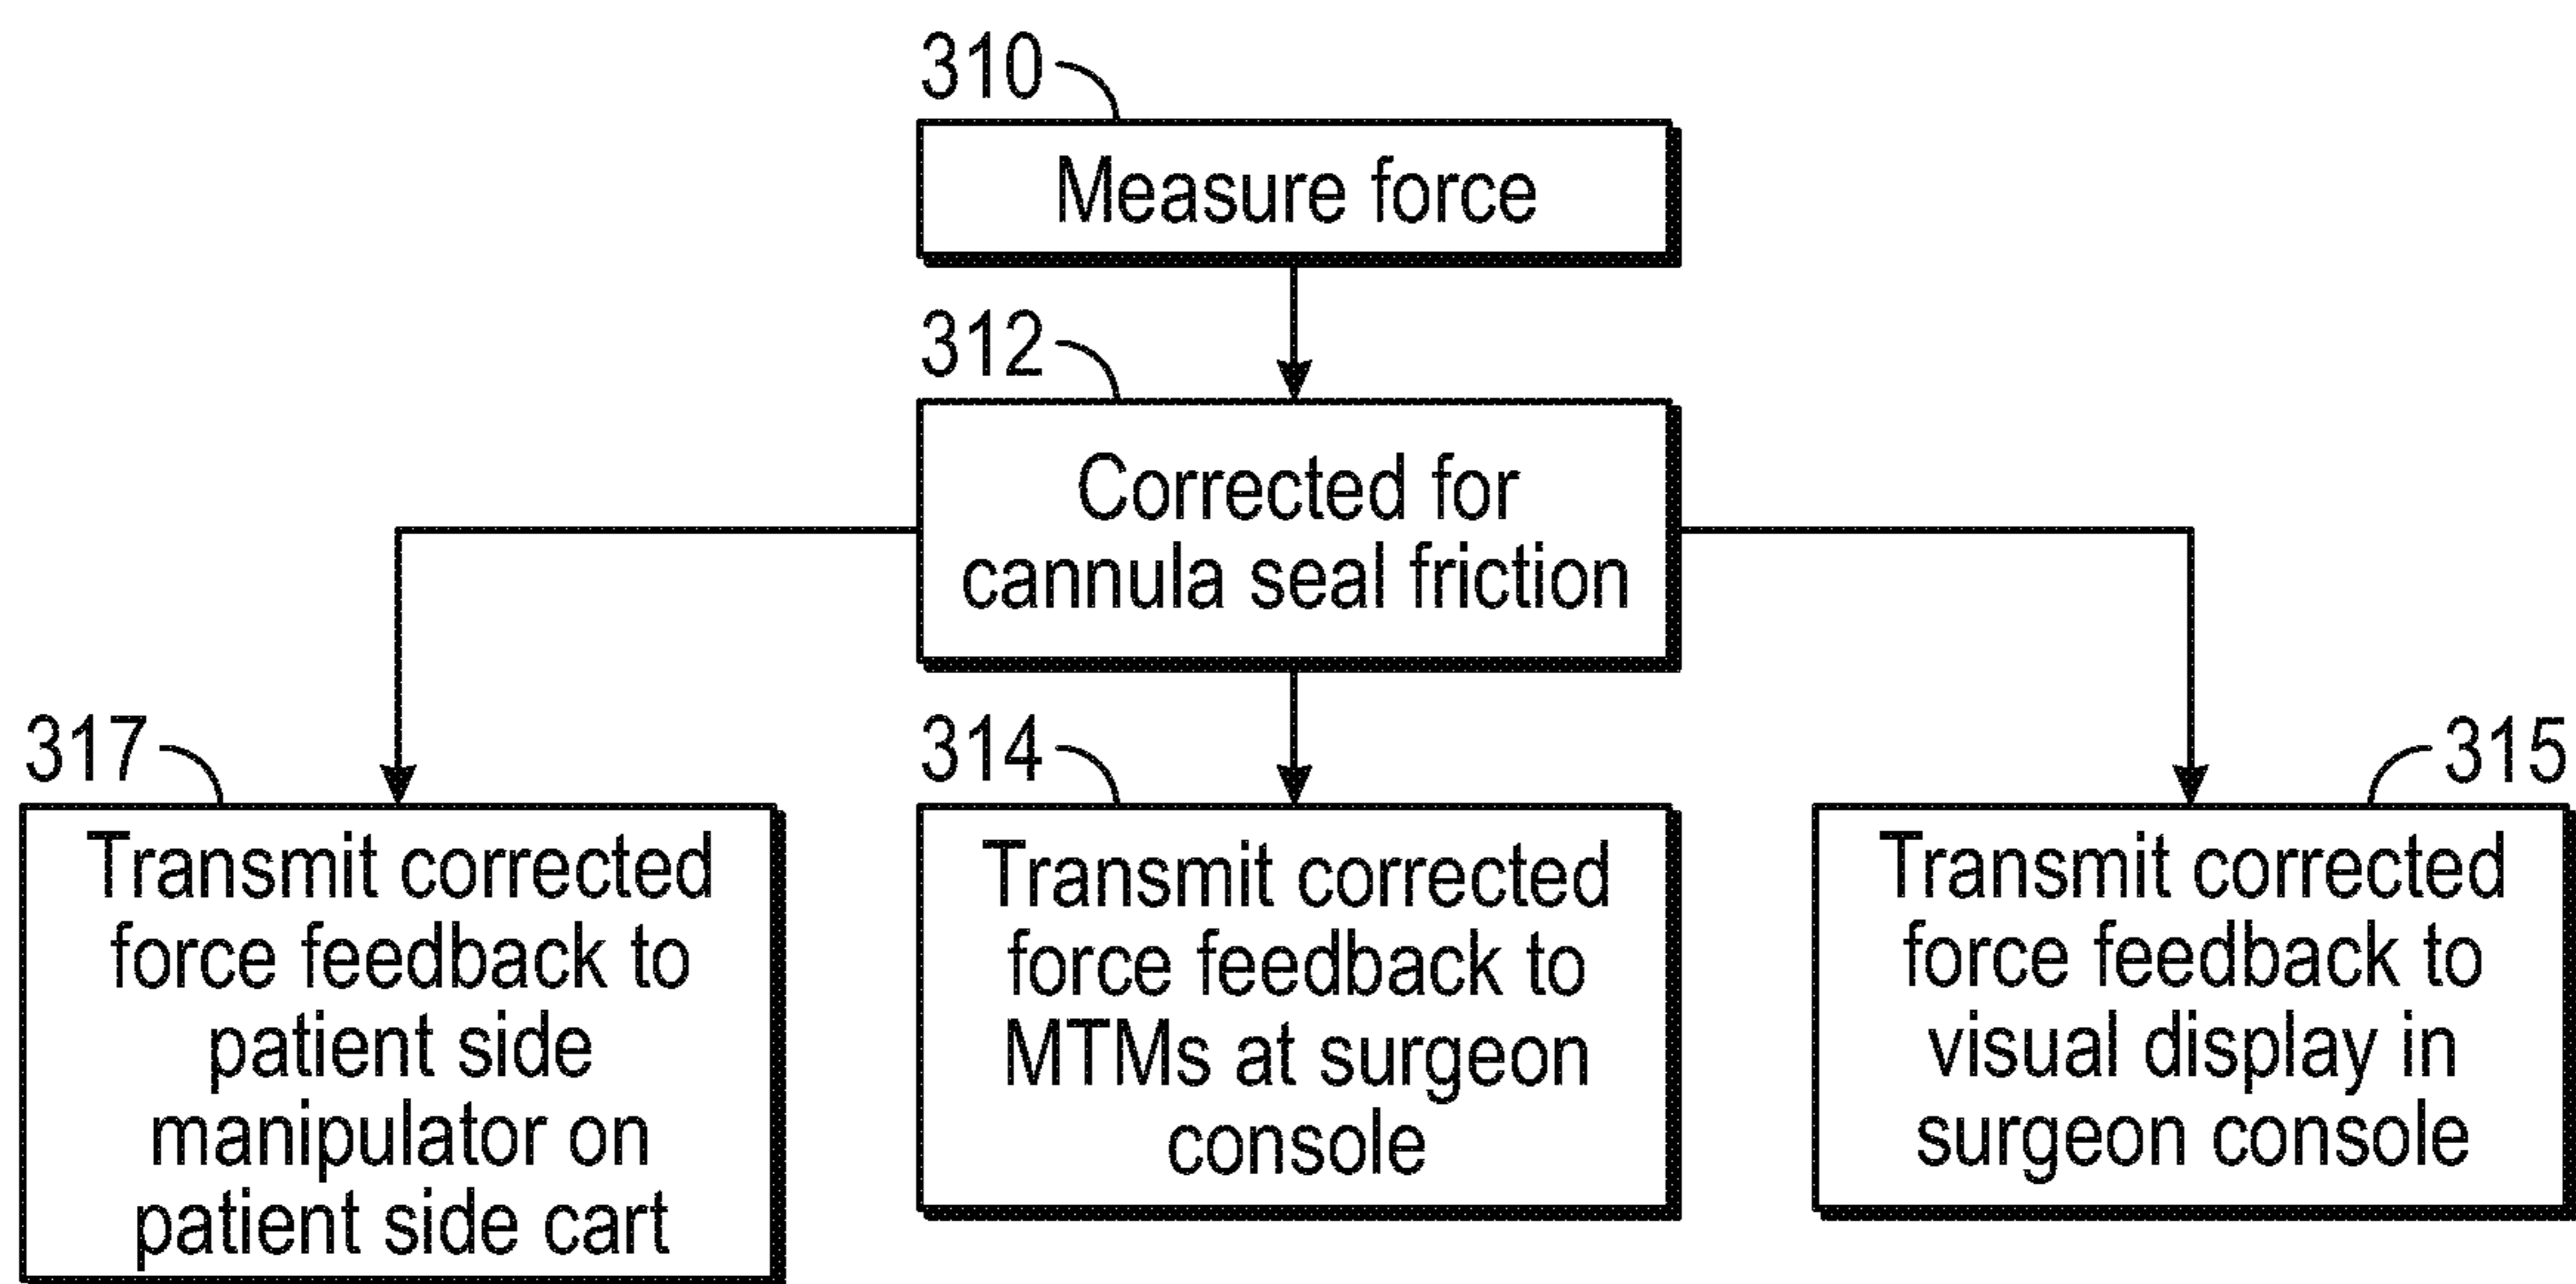 310
Measure force
312
Corrected for
cannula seal friction
317
Transmit corrected
force feedback to
patient side
manipulator on
patient side cart
314
Transmit corrected
force feedback to
MTMs at surgeon
console
315
Transmit corrected
force feedback to
visual display in
surgeon console